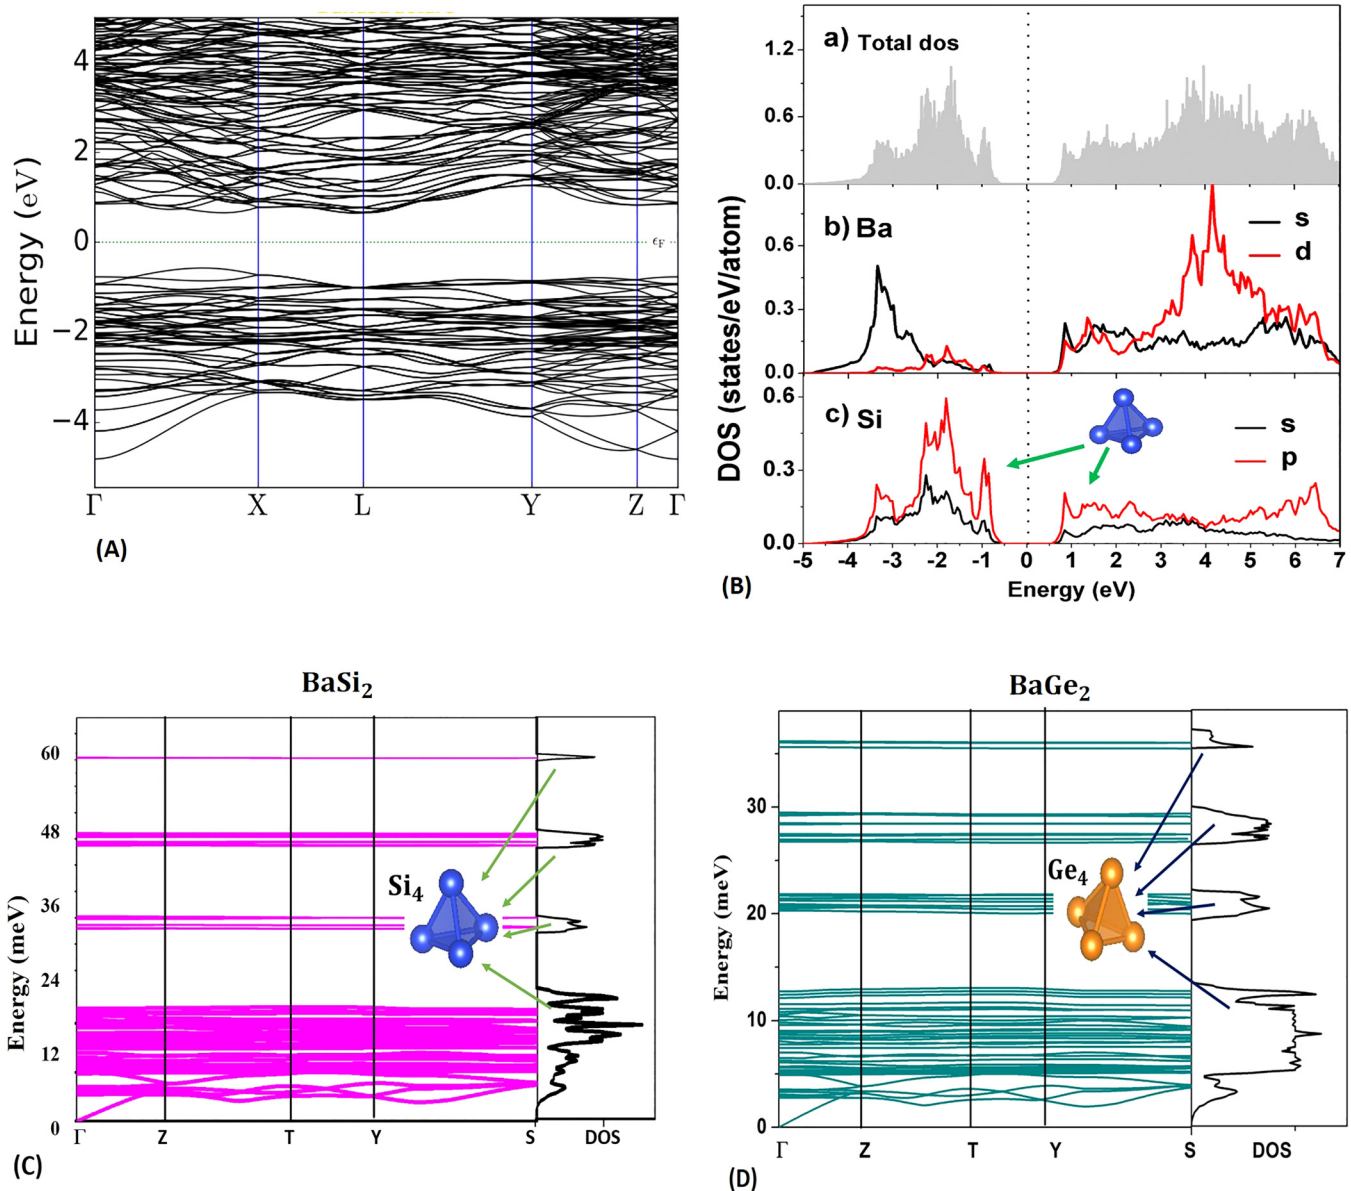 4
2
0
−2
−4
Energy (eV)
ϵF
Γ X L Y Z Γ
(A)
a) Total dos
1.2
0.6
0.0
b) Ba
s
d
0.6
0.3
0.0
c) Si
s
p
0.6
0.3
0.0
DOS (states/eV/atom)
-5 -4 -3 -2 -1 0 1 2 3 4 5 6 7
Energy (eV)
(B)
BaSi2
60
48
36
24
12
0
Energy (meV)
Si4
Γ Z T Y S DOS
(C)
BaGe2
30
20
10
0
Energy (meV)
Ge4
Γ Z T Y S DOS
(D)